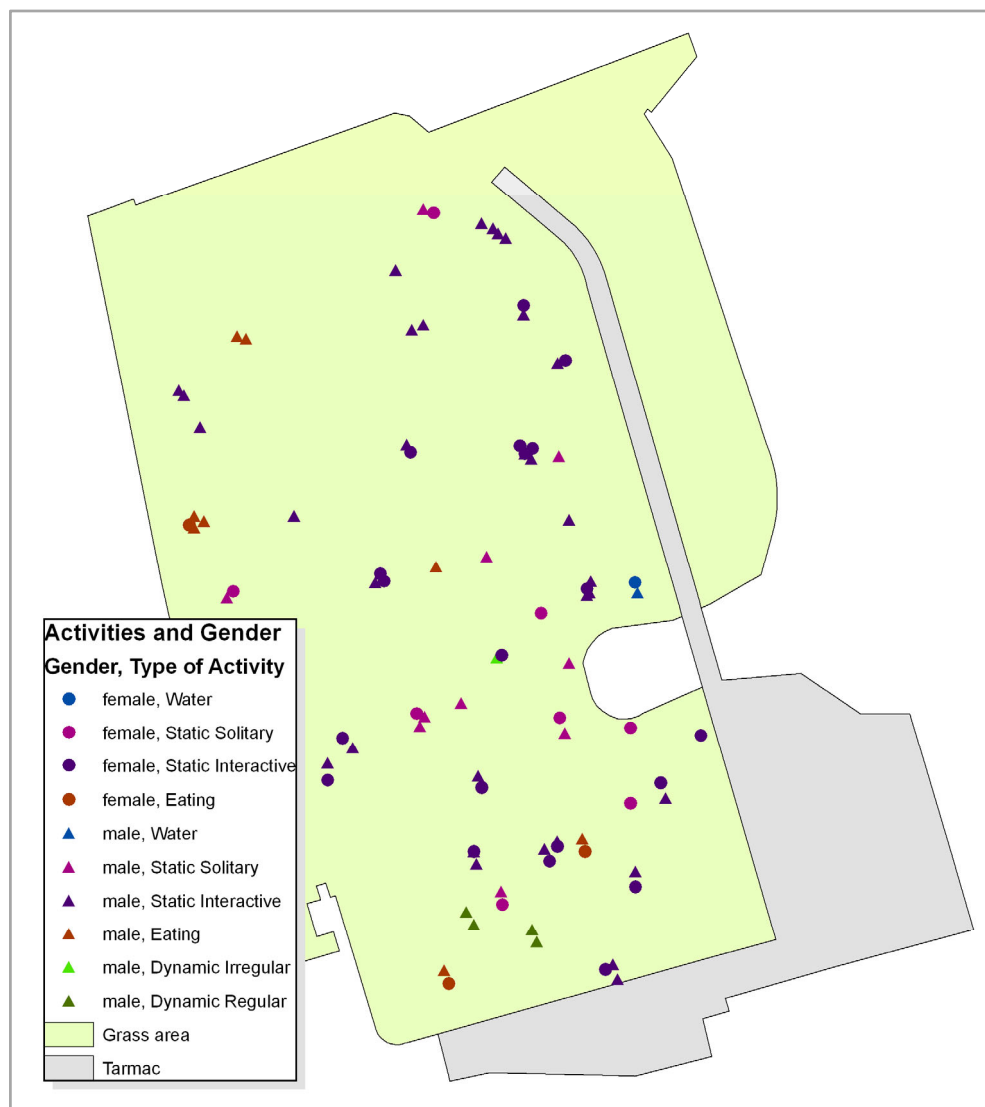 Activities and Gender
Gender, Type of Activity
female, Water
female, Static Solitary
female, Static Interactive
female, Eating
male, Water
male, Static Solitary
male, Static Interactive
male, Eating
male, Dynamic Irregular
male, Dynamic Regular
Grass area
Tarmac